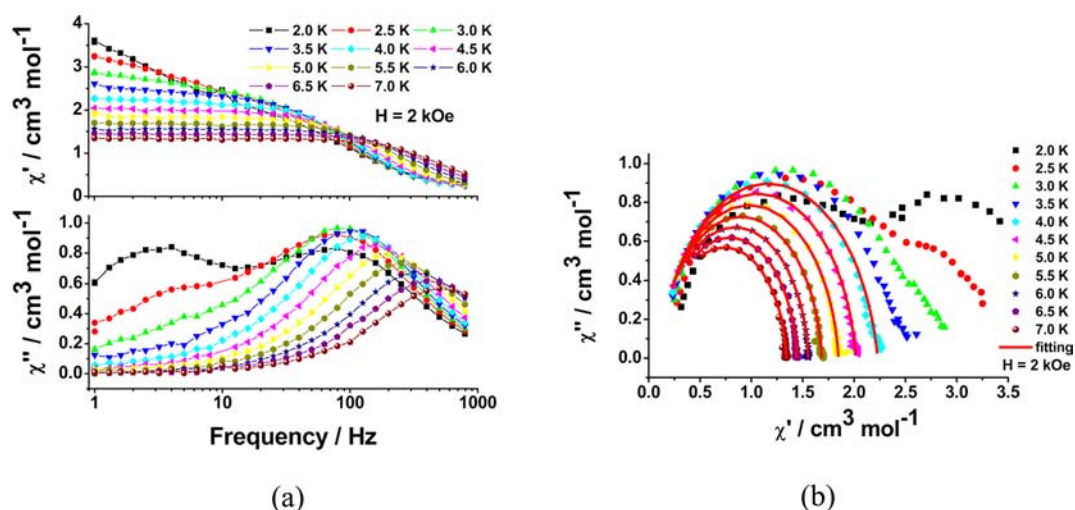 χ' / cm³ mol⁻¹
4
3
2
1
0
2.0 K 2.5 K 3.0 K
3.5 K 4.0 K 4.5 K
5.0 K 5.5 K 6.0 K
6.5 K 7.0 K
H = 2 kOe
χ'' / cm³ mol⁻¹
1.0
0.8
0.6
0.4
0.2
0.0
1 10 100 1000
Frequency / Hz
(a)
χ'' / cm³ mol⁻¹
1.0
0.8
0.6
0.4
0.2
0.0
0.0 0.5 1.0 1.5 2.0 2.5 3.0 3.5
χ' / cm³ mol⁻¹
2.0 K
2.5 K
3.0 K
3.5 K
4.0 K
4.5 K
5.0 K
5.5 K
6.0 K
6.5 K
7.0 K
fitting
H = 2 kOe
(b)